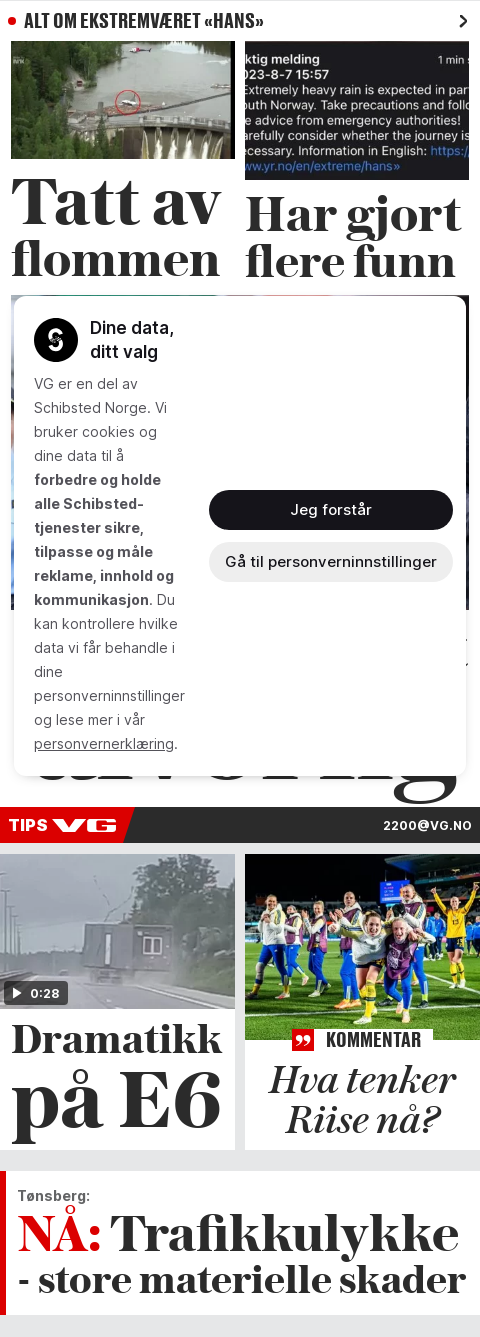 ALT OM EKSTREMVÆRET «HANS»
NRK
ktig melding
1 min s
023-8-7 15:57
Extremely heavy rain is expected in part
outh Norway. Take precautions and follo
e advice from emergency authorities!
arefully consider whether the journey is
ecessary. Information in English: https:/
ww.yr.no/en/extreme/hans»
Tatt av
flommen
Har gjort
flere funn
Dine data,
ditt valg
VG er en del av
Schibsted Norge. Vi
bruker cookies og
dine data til å
forbedre og holde
alle Schibsted-
tjenester sikre,
tilpasse og måle
reklame, innhold og
kommunikasjon. Du
kan kontrollere hvilke
data vi får behandle i
dine
personverninnstillinger
og lese mer i vår
personvernerklæring.
Jeg forstår
Gå til personverninnstillinger
TIPS VG
2200@VG.NO
0:28
Dramatikk
på E6
KOMMENTAR
Hva tenker
Riise nå?
Tønsberg:
NÅ: Trafikkulykke
- store materielle skader